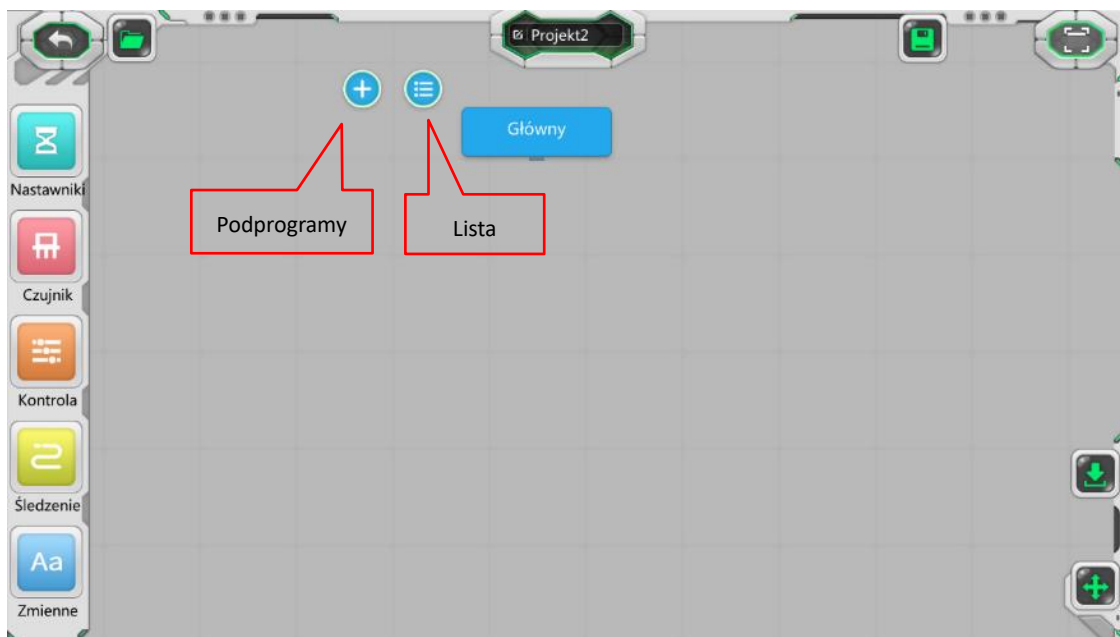 Projekt2
Główny
Podprogramy
Lista
Nastawniki
Czujnik
Kontrola
Śledzenie
Aa
Zmienne